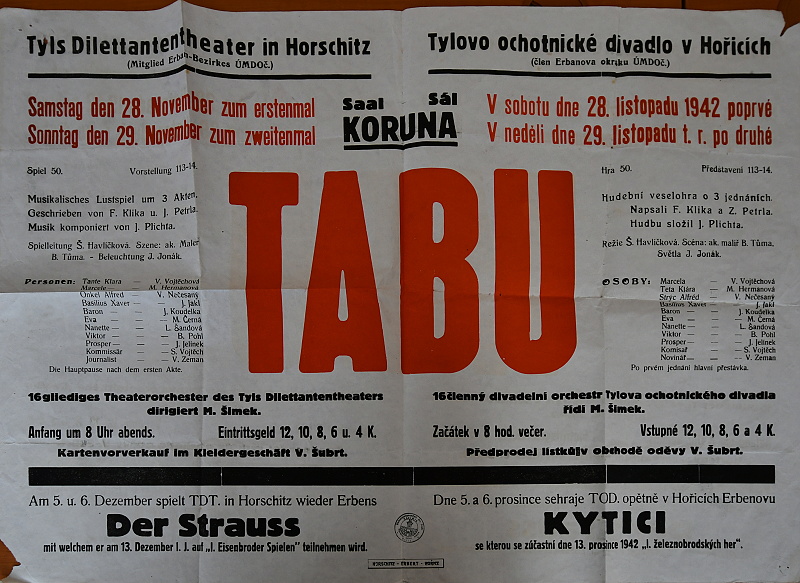 Tyls Dilettantentheater in Horschitz
(Mitglied Erban-Bezirkes ÚMDOČ.)
Samstag den 28. November zum erstenmal
Sonntag den 29. November zum zweitenmal
Saal Sál
KORUNA
Tylovo ochotnické divadlo v Hořicích
(člen Erbanova okrsku ÚMDOČ.)
V sobotu dne 28. listopadu 1942 poprvé
V neděli dne 29. listopadu t. r. po druhé
TABU
Spiel 50. Vorstellung 113-14.
Musikalisches Lustspiel um 3 Akten.
Geschrieben von F. Klika u. J. Petrla.
Musik komponiert von J. Plichta.
Spielleitung Š. Havlíčková. Szene: ak. Maler
B. Tůma. - Beleuchtung J. Jonák.
Personen: Tante Klára — V. Vojtěchová
Marcele — M. Hermanová
Onkel Alfred — V. Nečesaný
Basilius Xaver — J. Jakl
Baron — — J. Koudelka
Eva — — M. Černá
Nanette — — L. Šandová
Viktor — — B. Pohl
Prosper — — J. Jelínek
Kommissär — S. Vojtěch
Journalist — — V. Zeman
Die Hauptpause nach dem ersten Akte.
Hra 50. Představení 113-14.
Hudební veselohra o 3 jednáních.
Napsali F. Klika a Z. Petrla.
Hudbu složil J. Plichta.
Režie Š. Havlíčková. Scéna: ak. malíř B. Tůma.
Světla J. Jonák.
OSOBY: Marcela — — V. Vojtěchová
Teta Klára — M. Hermanová
Strýc Alfréd — V. Nečesaný
Basilius Xaver — J. Jakl
Baron — — J. Koudelka
Eva — — M. Černá
Nanette — — L. Šandová
Viktor — — B. Pohl
Prosper — — J. Jelínek
Komisař — S. Vojtěch
Novinář — — V. Zeman
Po prvém jednání hlavní přestávka.
16gliediges Theaterorchester des Tyls Dilettantentheaters
dirigiert M. Šimek.
Anfang um 8 Uhr abends. Eintrittsgeld 12, 10, 8, 6 u. 4 K.
Kartenvorverkauf im Kleidergeschäft V. Šubrt.
16členný divadelní orchestr Tylova ochotnického divadla
řídí M. Šimek.
Začátek v 8 hod. večer. Vstupné 12, 10, 8, 6 a 4 K.
Předprodej lístků v obchodě oděvy V. Šubrt.
Am 5. u. 6. Dezember spielt TDT. in Horschitz wieder Erbens
Der Strauss
mit welchem er am 13. Dezember l. J. auf „I. Eisenbroder Spielen" teilnehmen wird.
Dne 5. a 6. prosince sehraje TOD. opětně v Hořicích Erbenovu
KYTICI
se kterou se zúčastní dne 13. prosince 1942 „I. železnobrodských her".